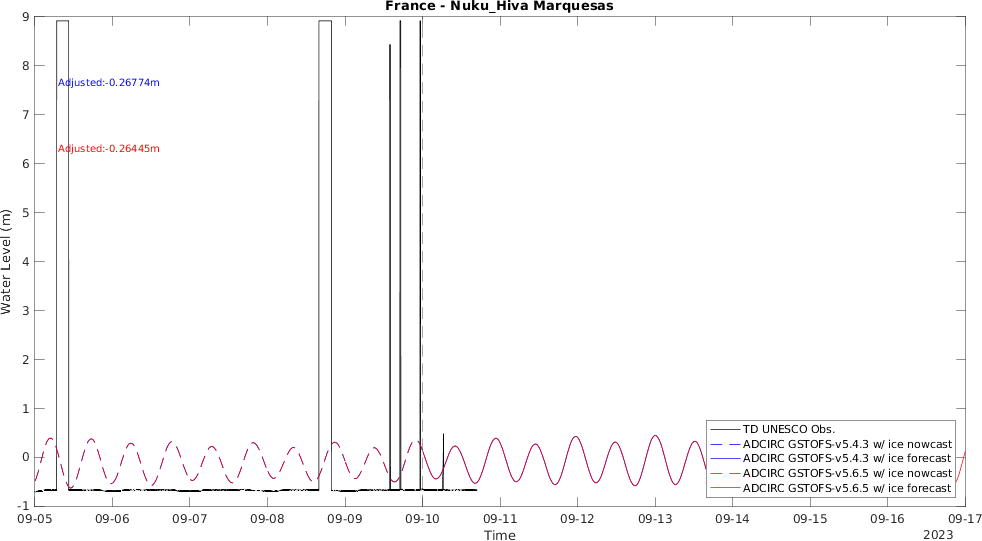 France - Nuku_Hiva Marquesas
9
8
7
6
5
4
3
2
1
0
-1
Water Level (m)
Adjusted:-0.26774m
Adjusted:-0.26445m
TD UNESCO Obs.
ADCIRC GSTOFS-v5.4.3 w/ ice nowcast
ADCIRC GSTOFS-v5.4.3 w/ ice forecast
ADCIRC GSTOFS-v5.6.5 w/ ice nowcast
ADCIRC GSTOFS-v5.6.5 w/ ice forecast
09-05 09-06 09-07 09-08 09-09 09-10 09-11 09-12 09-13 09-14 09-15 09-16 09-17
Time
2023